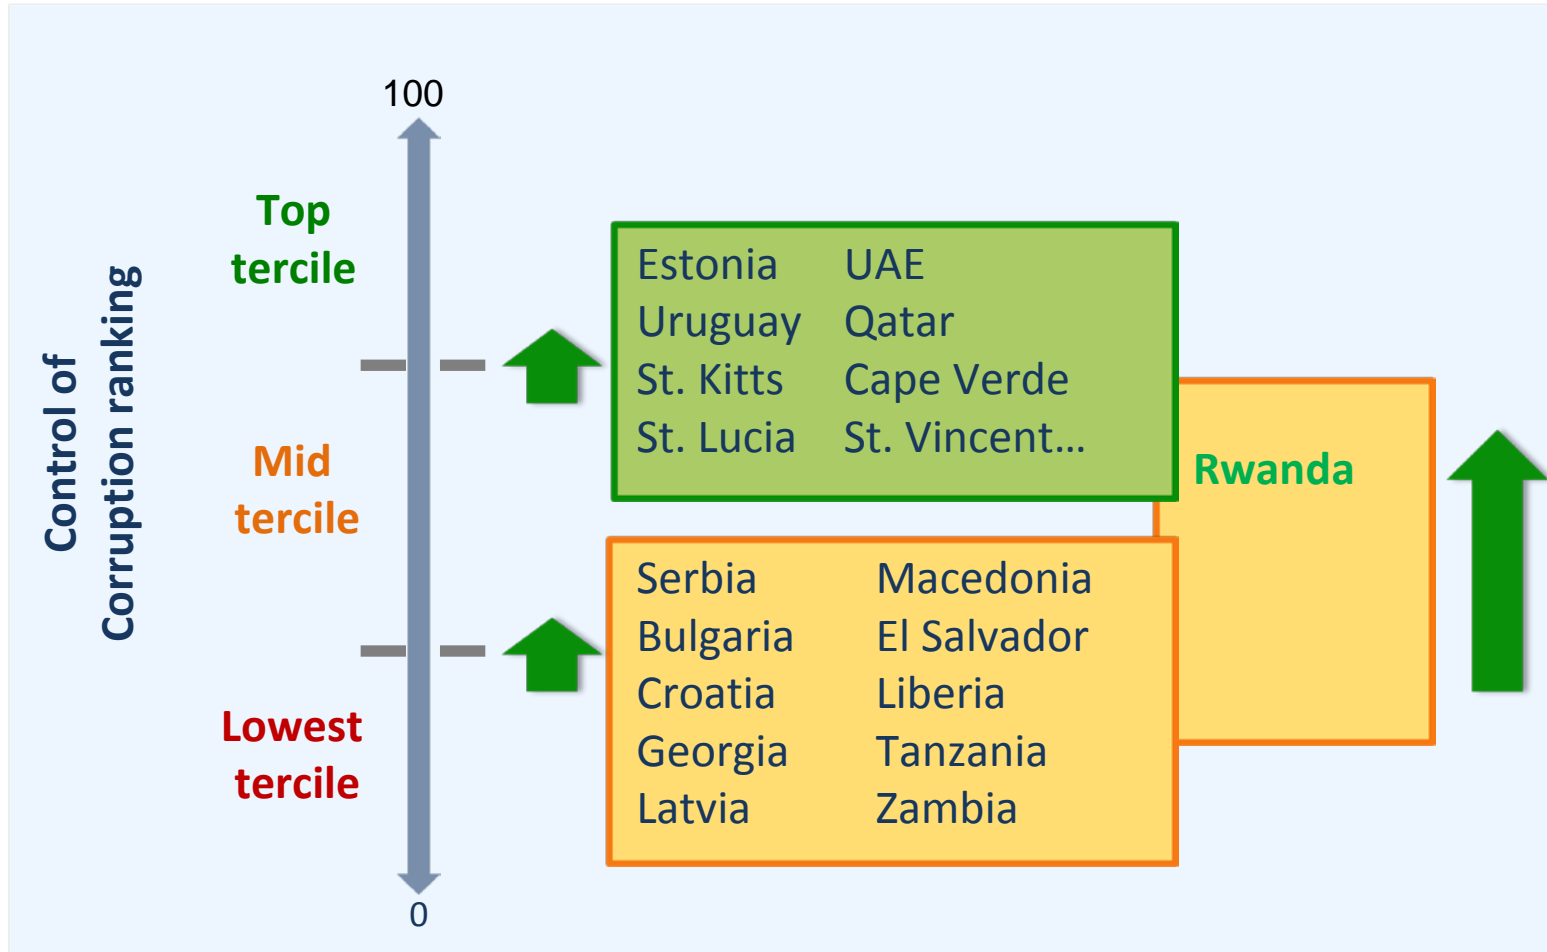 100
Top
tercile
Control of
Corruption ranking
Mid
tercile
Lowest
tercile
0
Estonia UAE
Uruguay Qatar
St. Kitts Cape Verde
St. Lucia St. Vincent...
Rwanda
Serbia Macedonia
Bulgaria El Salvador
Croatia Liberia
Georgia Tanzania
Latvia Zambia